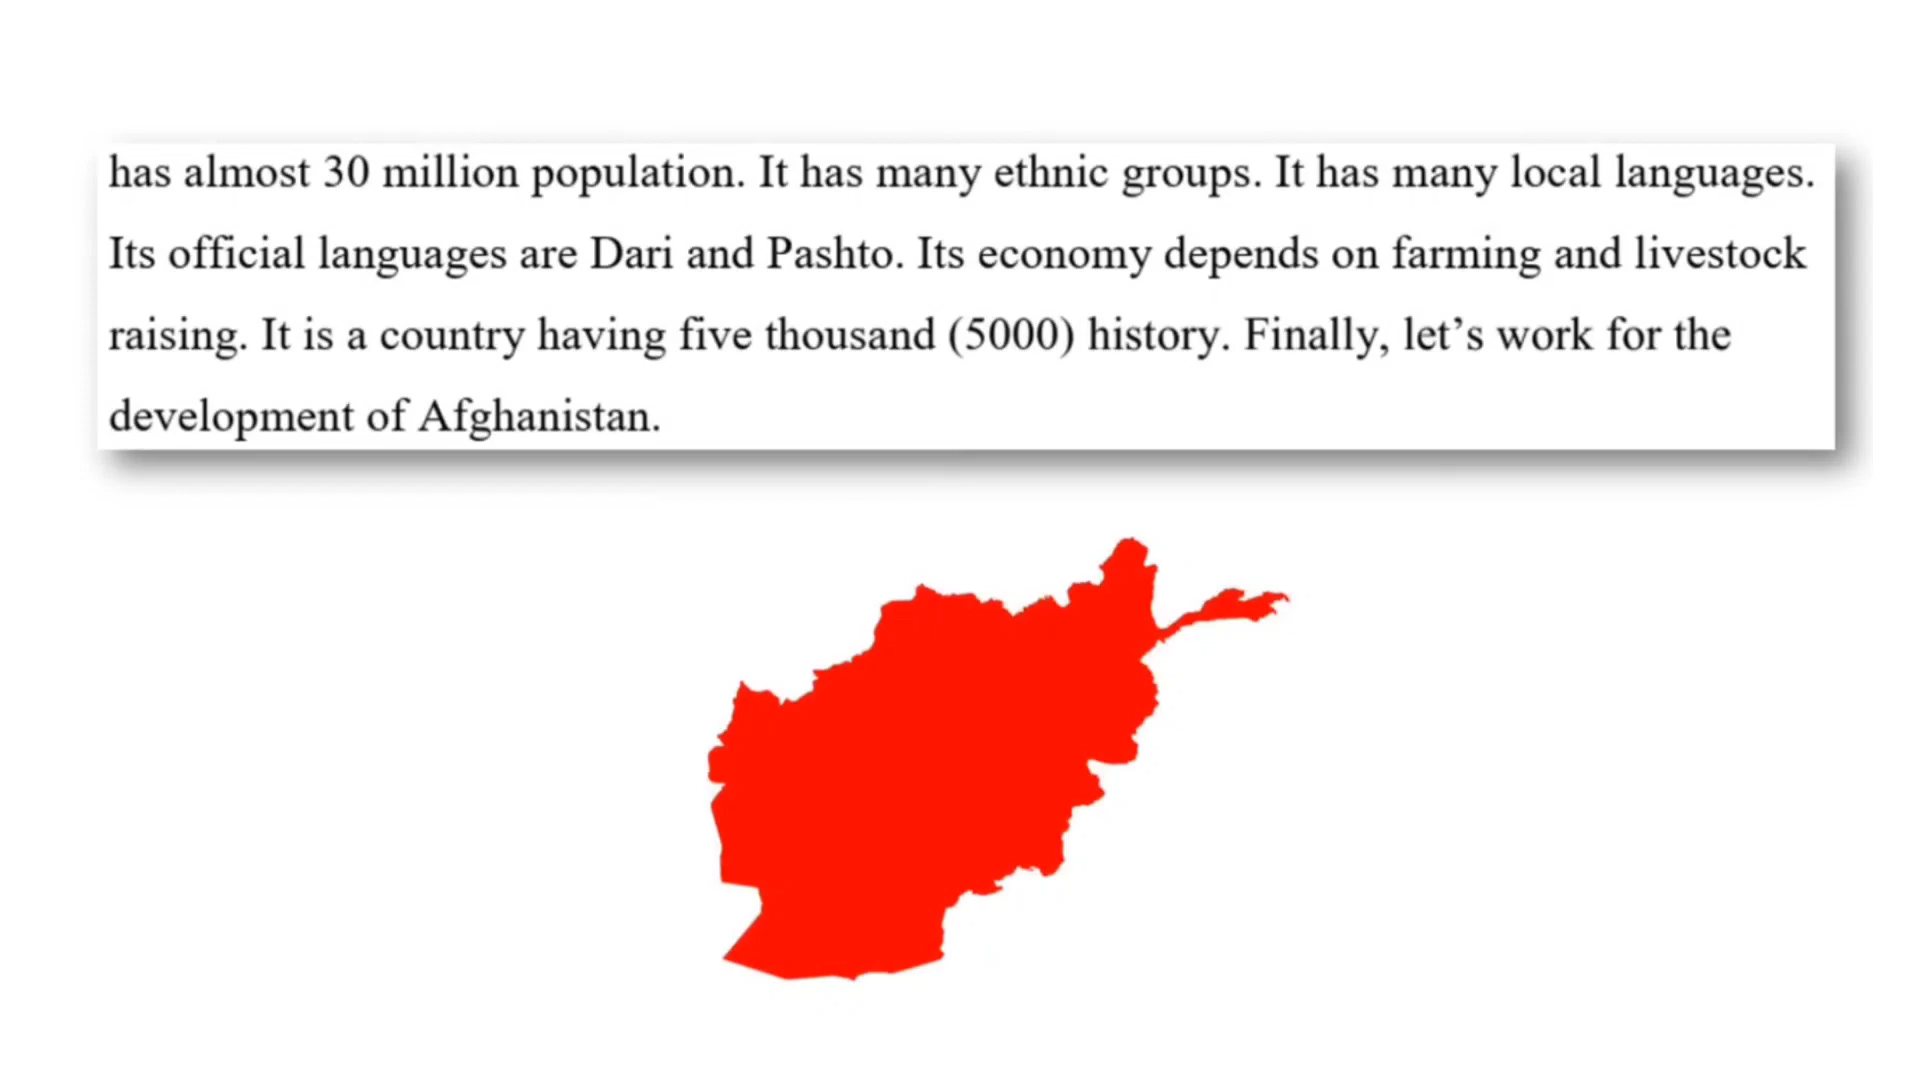 has almost 30 million population. It has many ethnic groups. It has many local languages.
Its official languages are Dari and Pashto. Its economy depends on farming and livestock
raising. It is a country having five thousand (5000) history. Finally, let’s work for the
development of Afghanistan.